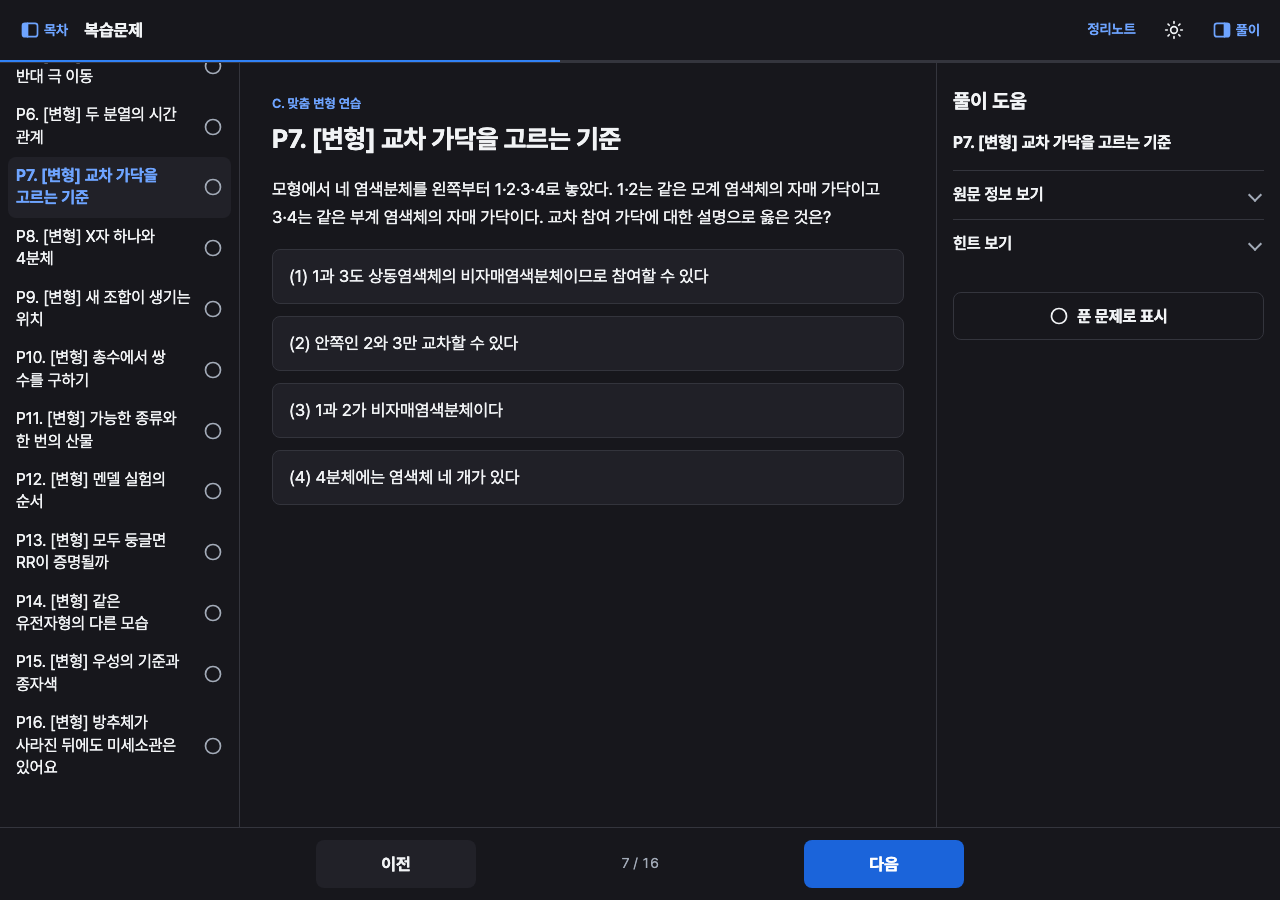 목차
복습문제
정리노트
풀이
반대 극 이동
P6. [변형] 두 분열의 시간
관계
P7. [변형] 교차 가닥을
고르는 기준
P8. [변형] X자 하나와
4분체
P9. [변형] 새 조합이 생기는
위치
P10. [변형] 총수에서 쌍
수를 구하기
P11. [변형] 가능한 종류와
한 번의 산물
P12. [변형] 멘델 실험의
순서
P13. [변형] 모두 둥글면
RR이 증명될까
P14. [변형] 같은
유전자형의 다른 모습
P15. [변형] 우성의 기준과
종자색
P16. [변형] 방추체가
사라진 뒤에도 미세소관은
있어요
C. 맞춤 변형 연습
P7. [변형] 교차 가닥을 고르는 기준
모형에서 네 염색분체를 왼쪽부터 1·2·3·4로 놓았다. 1·2는 같은 모계 염색체의 자매 가닥이고
3·4는 같은 부계 염색체의 자매 가닥이다. 교차 참여 가닥에 대한 설명으로 옳은 것은?
(1) 1과 3도 상동염색체의 비자매염색분체이므로 참여할 수 있다
(2) 안쪽인 2와 3만 교차할 수 있다
(3) 1과 2가 비자매염색분체이다
(4) 4분체에는 염색체 네 개가 있다
풀이 도움
P7. [변형] 교차 가닥을 고르는 기준
원문 정보 보기
힌트 보기
푼 문제로 표시
이전
7 / 16
다음